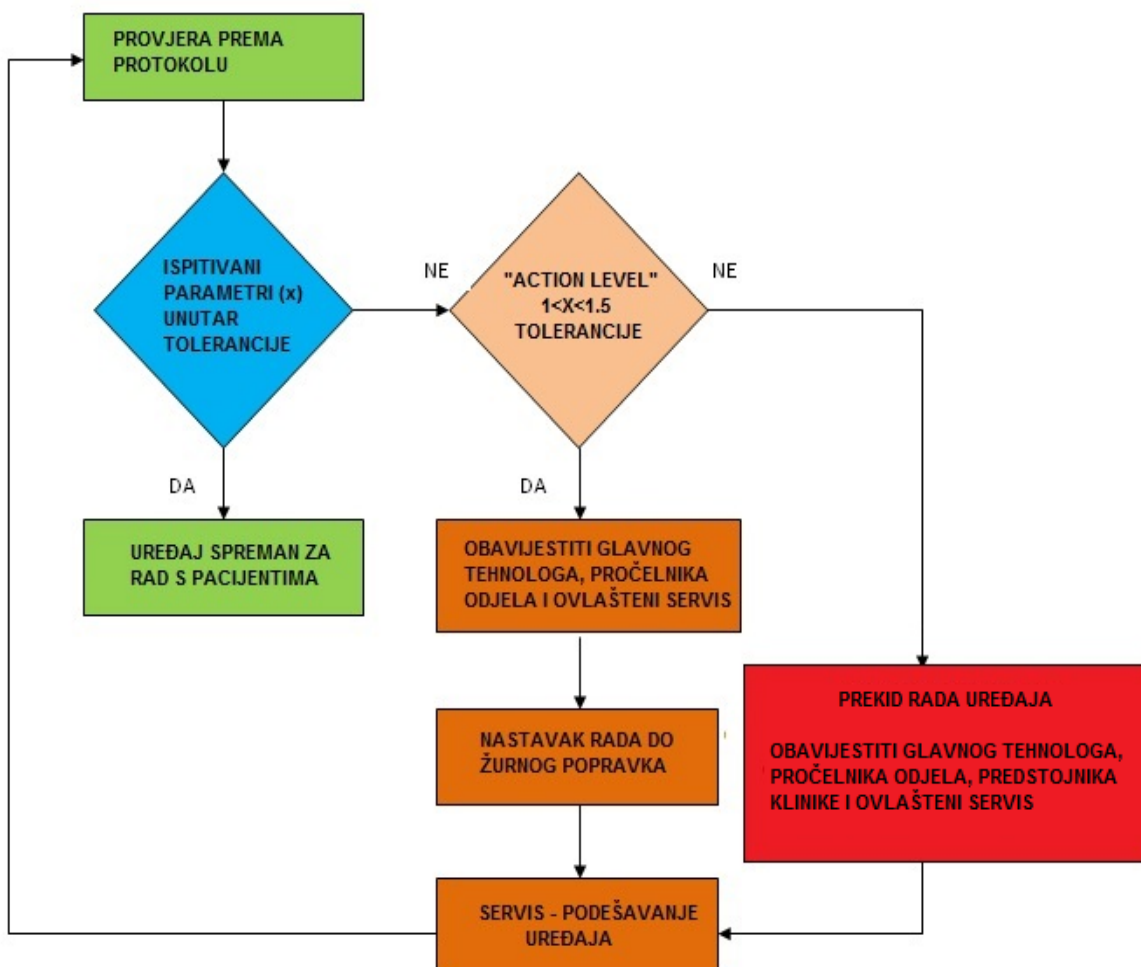 PROVJERA PREMA
PROTOKOLU
ISPITIVANI
PARAMETRI (x)
UNUTAR
TOLERANCIJE
NE
"ACTION LEVEL"
1<X<1.5
TOLERANCIJE
NE
DA
DA
UREĐAJ SPREMAN ZA
RAD S PACIJENTIMA
OBAVIJESTITI GLAVNOG
TEHNOLOGA, PROČELNIKA
ODJELA I OVLAŠTENI SERVIS
NASTAVAK RADA DO
ŽURNOG POPRAVKA
PREKID RADA UREĐAJA
OBAVIJESTITI GLAVNOG TEHNOLOGA,
PROČELNIKA ODJELA, PREDSTOJNIKA
KLINIKE I OVLAŠTENI SERVIS
SERVIS - PODEŠAVANJE
UREĐAJA